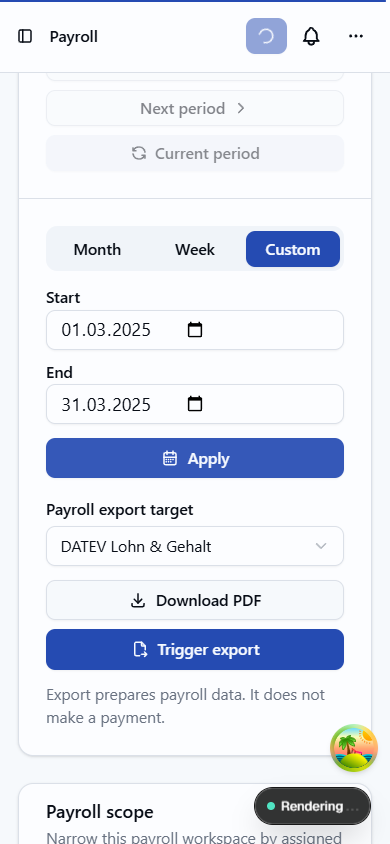 Payroll
Next period
Current period
Month Week Custom
Start
01.03.2025
End
31.03.2025
Apply
Payroll export target
DATEV Lohn & Gehalt
Download PDF
Trigger export
Export prepares payroll data. It does not
make a payment.
Rendering...
Payroll scope
Narrow this payroll workspace by assigned